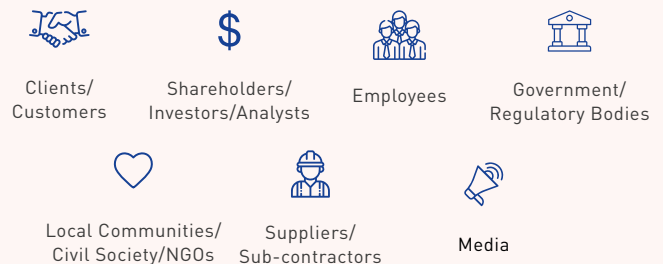 $
Clients/
Customers
Shareholders/
Investors/Analysts
Employees
Government/
Regulatory Bodies
Local Communities/
Civil Society/NGOs
Suppliers/
Sub-contractors
Media